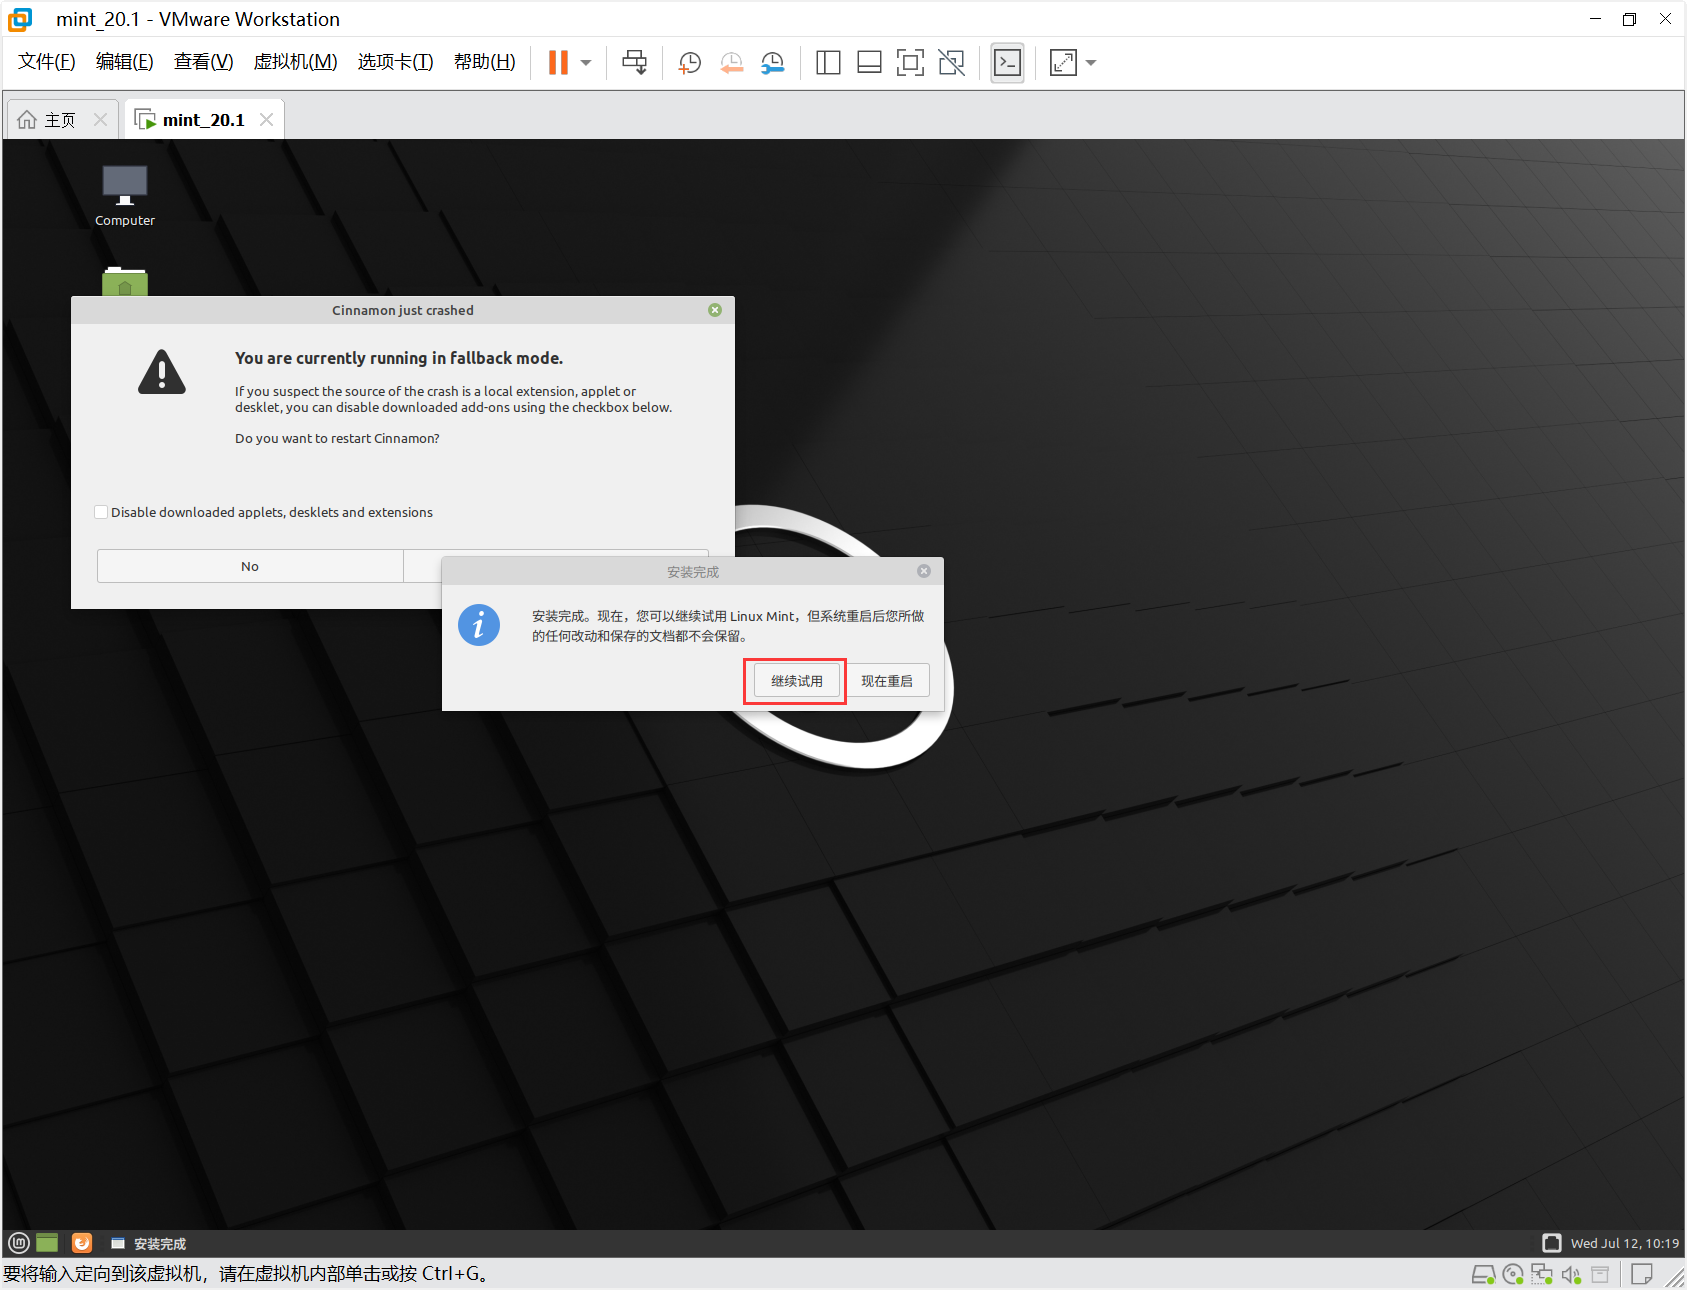 mint_20.1 - VMware Workstation
文件(F) 编辑(E) 查看(V) 虚拟机(M) 选项卡(T) 帮助(H)
主页 mint_20.1
Computer
Cinnamon just crashed
You are currently running in fallback mode.
If you suspect the source of the crash is a local extension, applet or
desklet, you can disable downloaded add-ons using the checkbox below.
Do you want to restart Cinnamon?
Disable downloaded applets, desklets and extensions
No
安装完成
安装完成。现在，您可以继续试用 Linux Mint，但系统重启后您所做
的任何改动和保存的文档都不会保留。
继续试用 现在重启
安装完成 Wed Jul 12, 10:19
要将输入定向到该虚拟机，请在虚拟机内部单击或按 Ctrl+G。